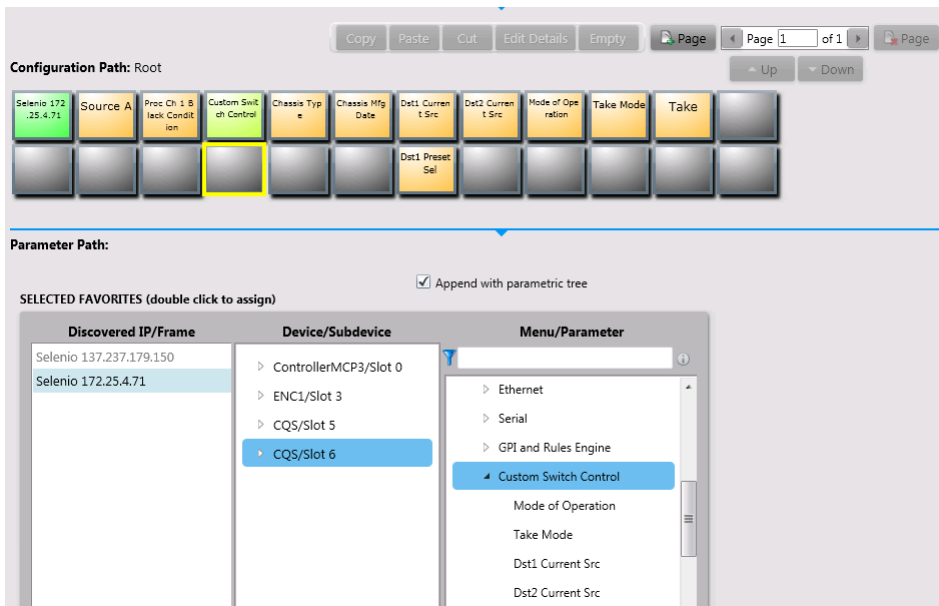 Copy Paste Cut Edit Details Empty Page Page 1 of 1 Page
Configuration Path: Root
Up Down
Selenio 172
.25.4.71
Source A
Proc Ch 1 B
lack Condit
ion
Custom Swit
ch Control
Chassis Typ
e
Chassis Mfg
Date
Dst1 Curren
t Src
Dst2 Curren
t Src
Mode of Ope
ration
Take Mode
Take
Dst1 Preset
Sel
Parameter Path:
Append with parametric tree
SELECTED FAVORITES (double click to assign)
Discovered IP/Frame
Selenio 137.237.179.150
Selenio 172.25.4.71
Device/Subdevice
ControllerMCP3/Slot 0
ENC1/Slot 3
CQS/Slot 5
CQS/Slot 6
Menu/Parameter
Ethernet
Serial
GPI and Rules Engine
Custom Switch Control
Mode of Operation
Take Mode
Dst1 Current Src
Dst2 Current Src